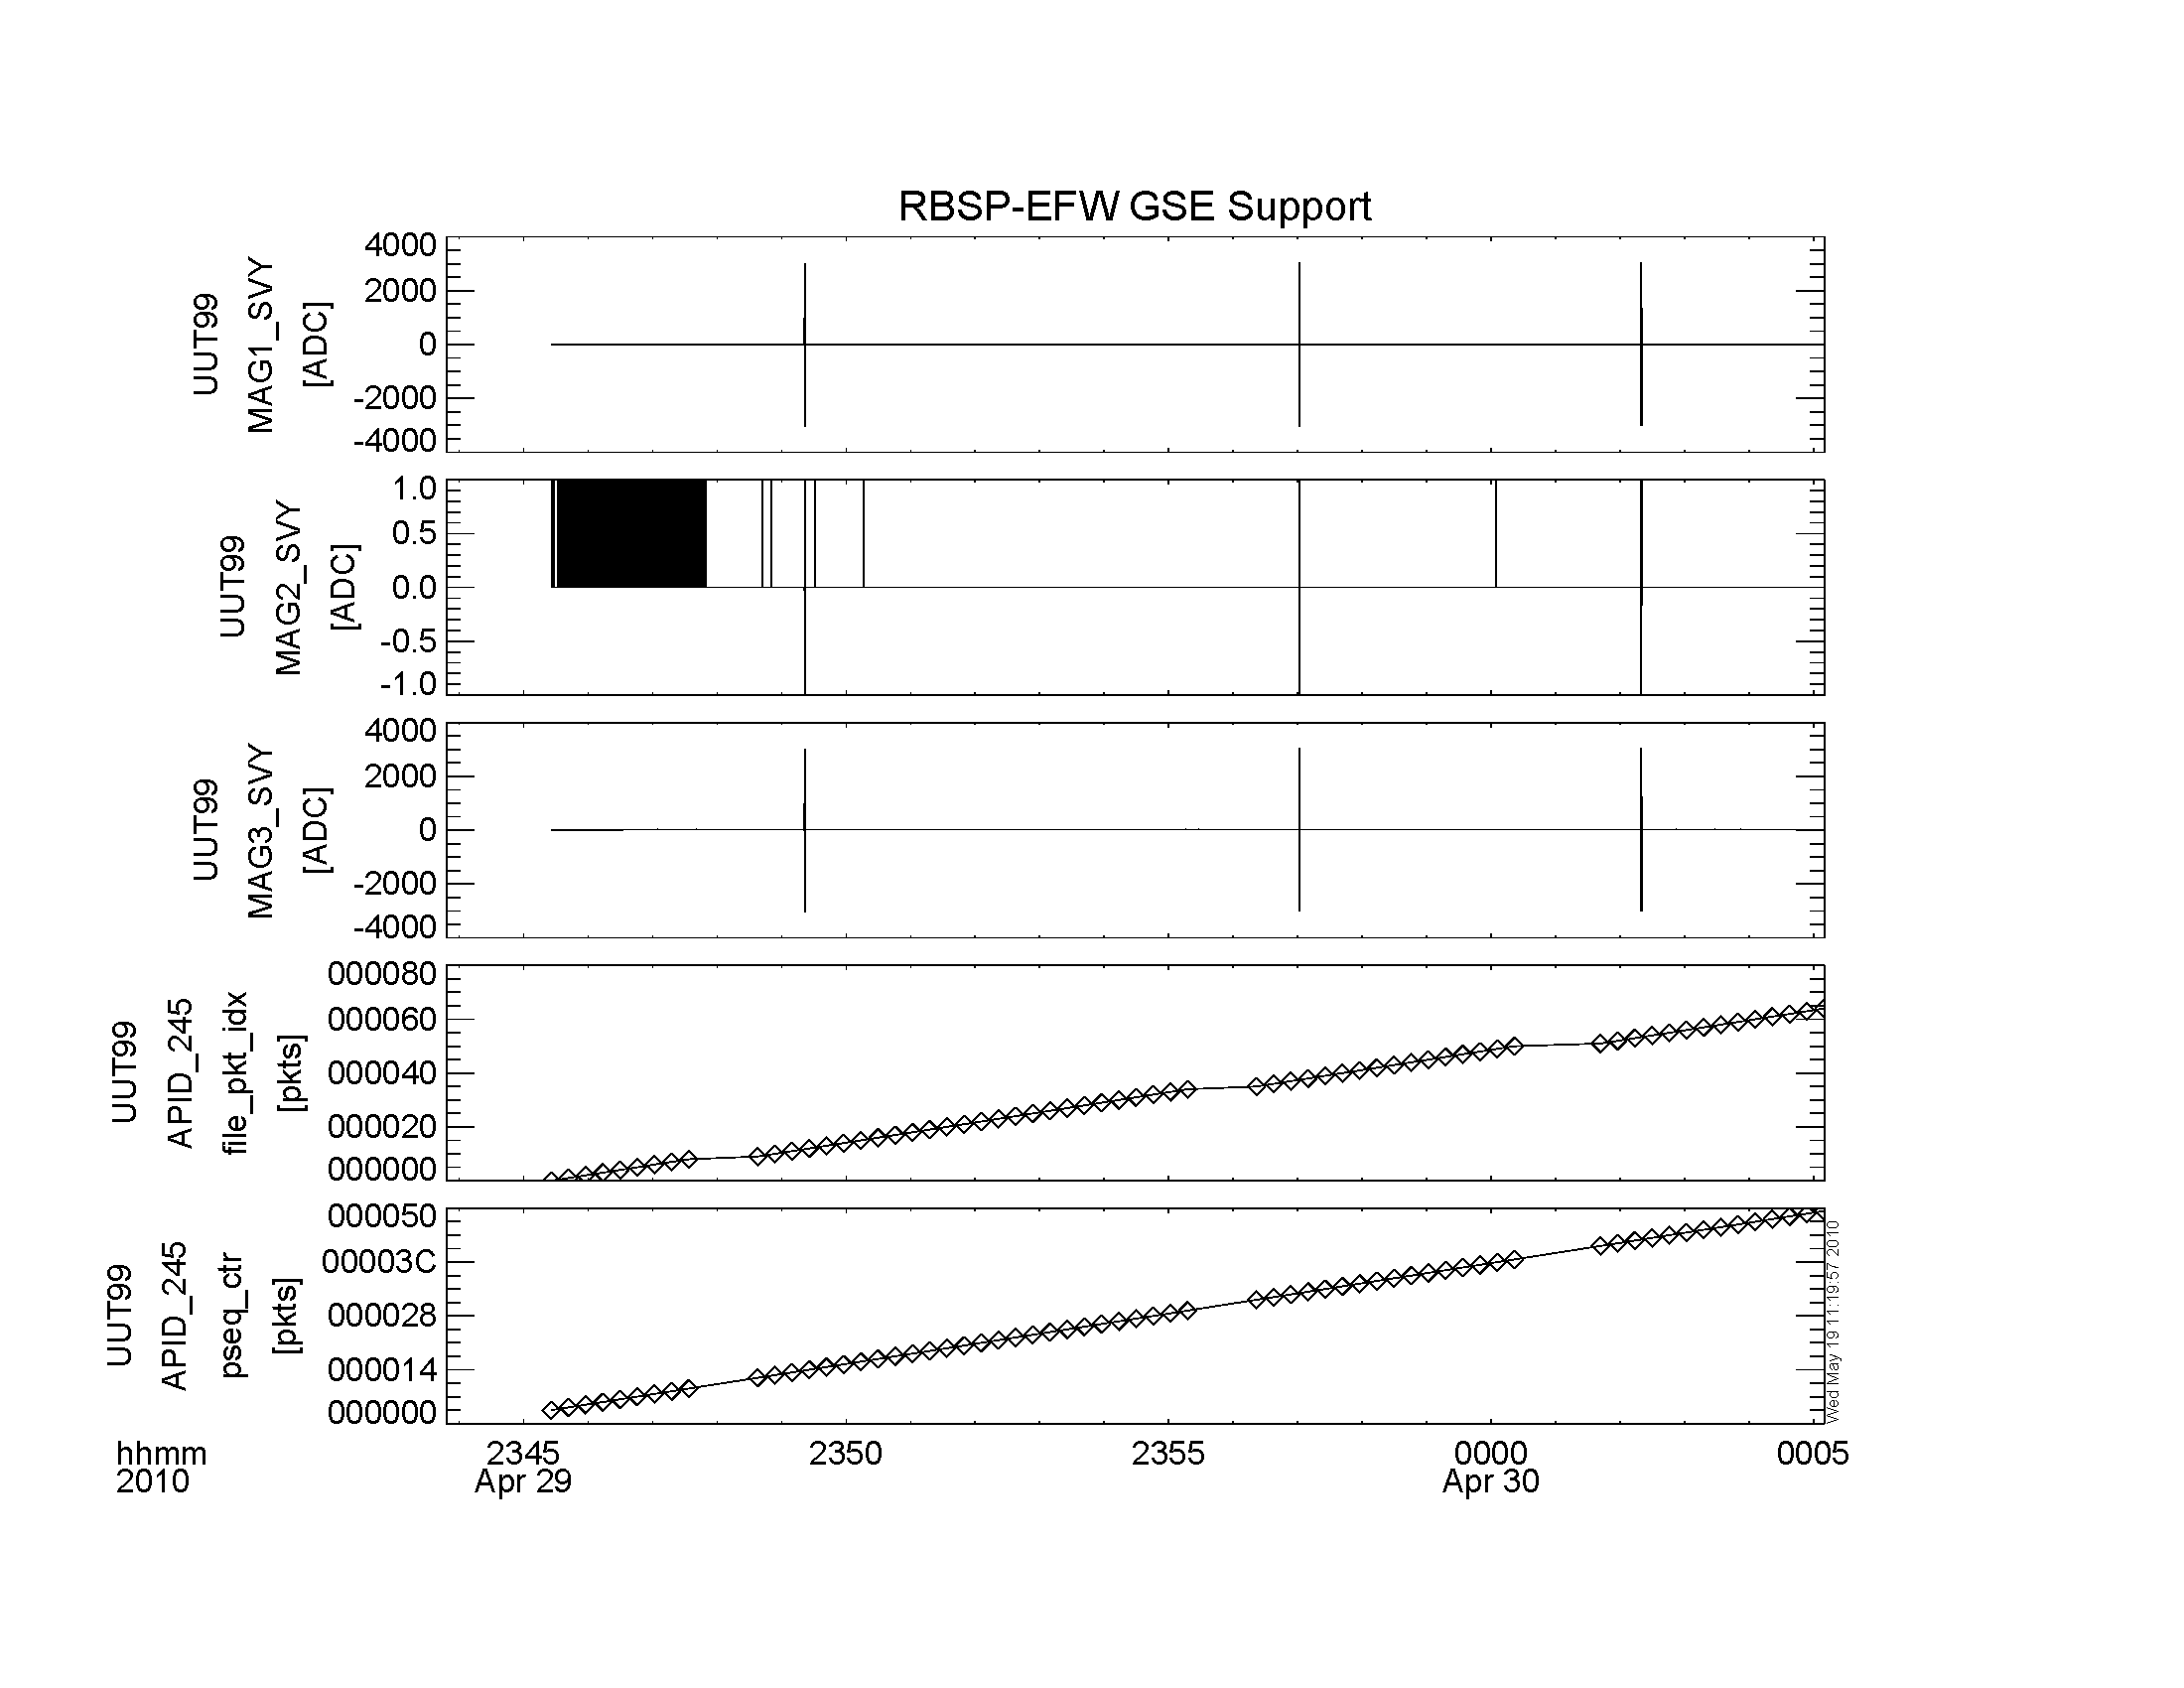 RBSP-EFW GSE Support
UUT99
MAG1_SVY
[ADC]
4000
2000
0
-2000
-4000
UUT99
MAG2_SVY
[ADC]
1.0
0.5
0.0
-0.5
-1.0
UUT99
MAG3_SVY
[ADC]
4000
2000
0
-2000
-4000
UUT99
APID_245
file_pkt_idx
[pkts]
000080
000060
000040
000020
000000
UUT99
APID_245
pseq_ctr
[pkts]
000050
00003C
000028
000014
000000
hhmm
2010
2345
Apr 29
2350
2355
0000
Apr 30
0005
Wed May 19 11:19:57 2010